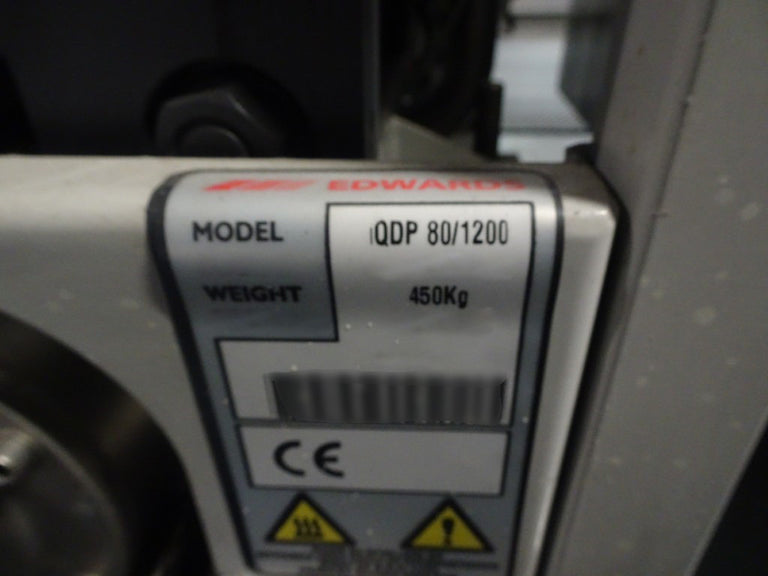 EDWARDS
MODEL iQDP 80/1200
WEIGHT 450Kg
CE